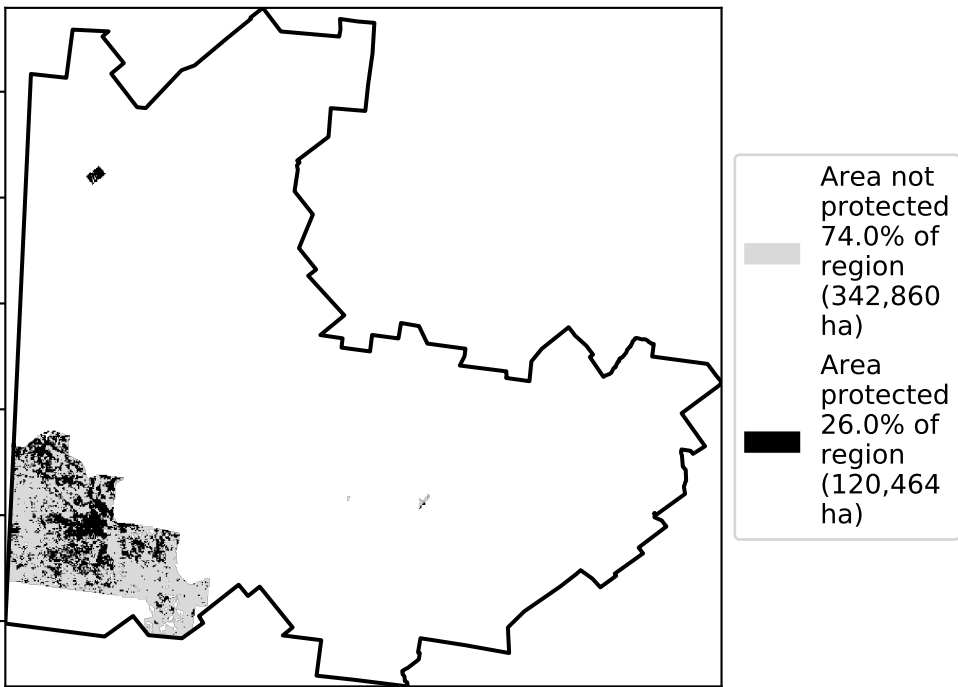 Area not
protected
74.0% of
region
(342,860
ha)
Area
protected
26.0% of
region
(120,464
ha)